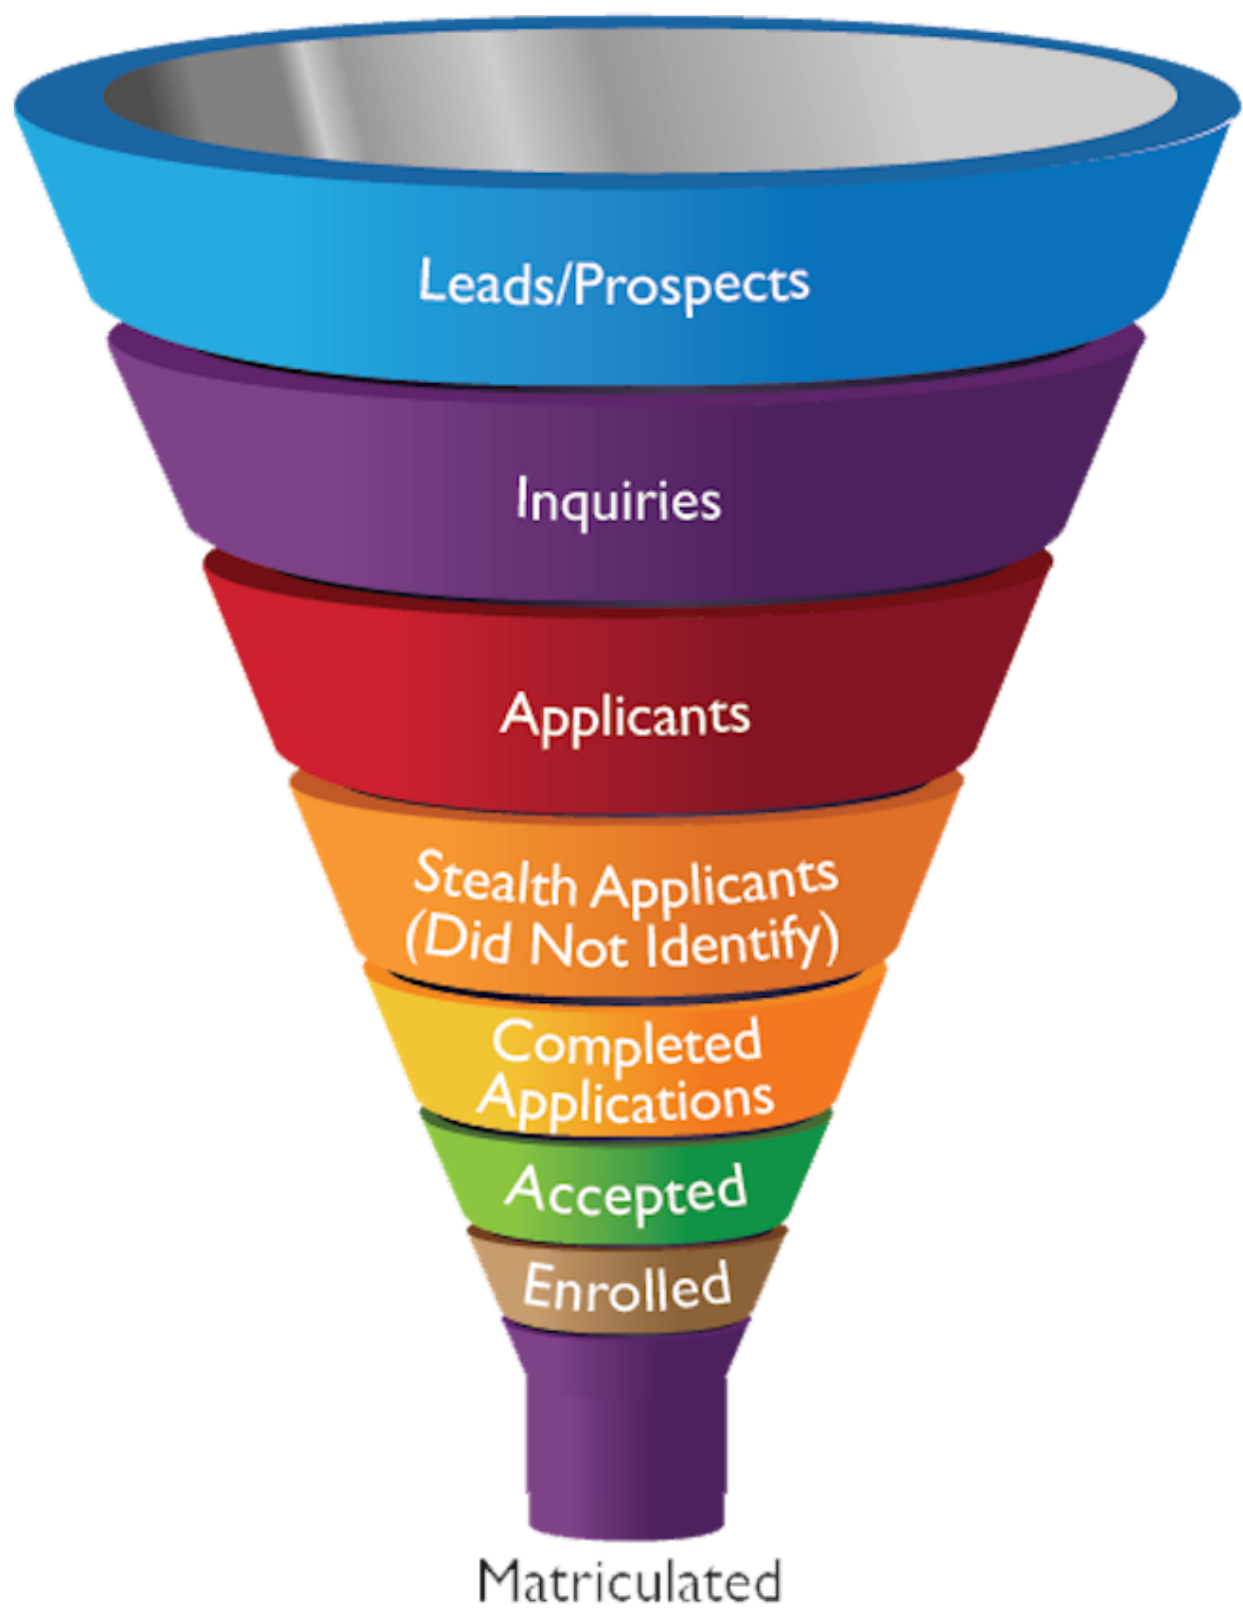 Leads/Prospects
Inquiries
Applicants
Stealth Applicants
(Did Not Identify)
Completed
Applications
Accepted
Enrolled
Matriculated